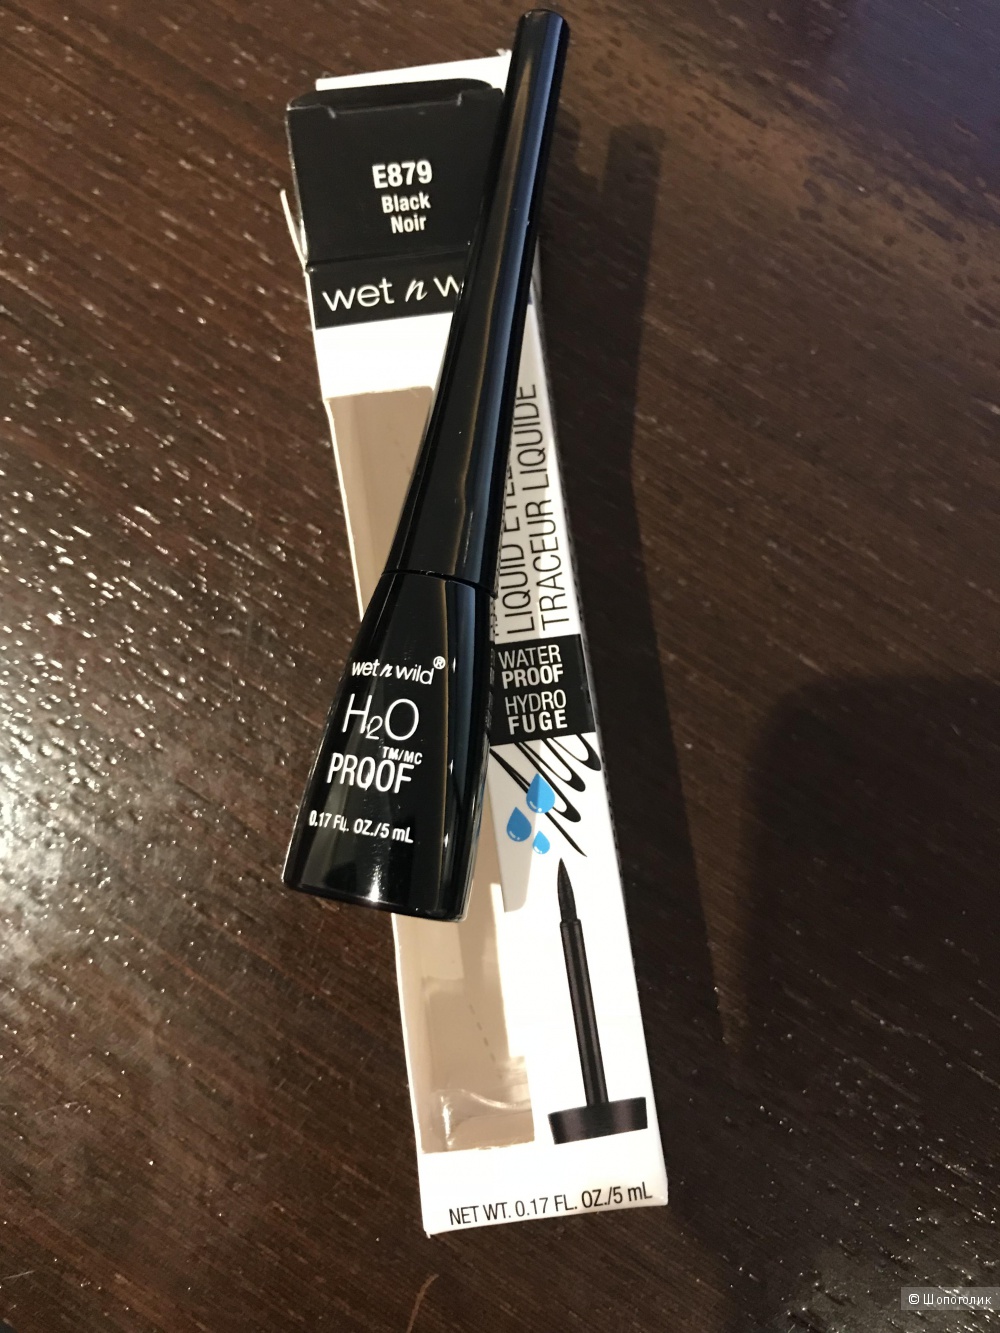 E879
Black
Noir
wet n w
LIQUID
TRACEUR LIQUIDE
WATER
PROOF
HYDRO
FUGE
wet n wild®
H2O
TM/MC
PROOF
0.17 FL. OZ./5 mL
NET WT. 0.17 FL. OZ./5 mL
© Шопоголик